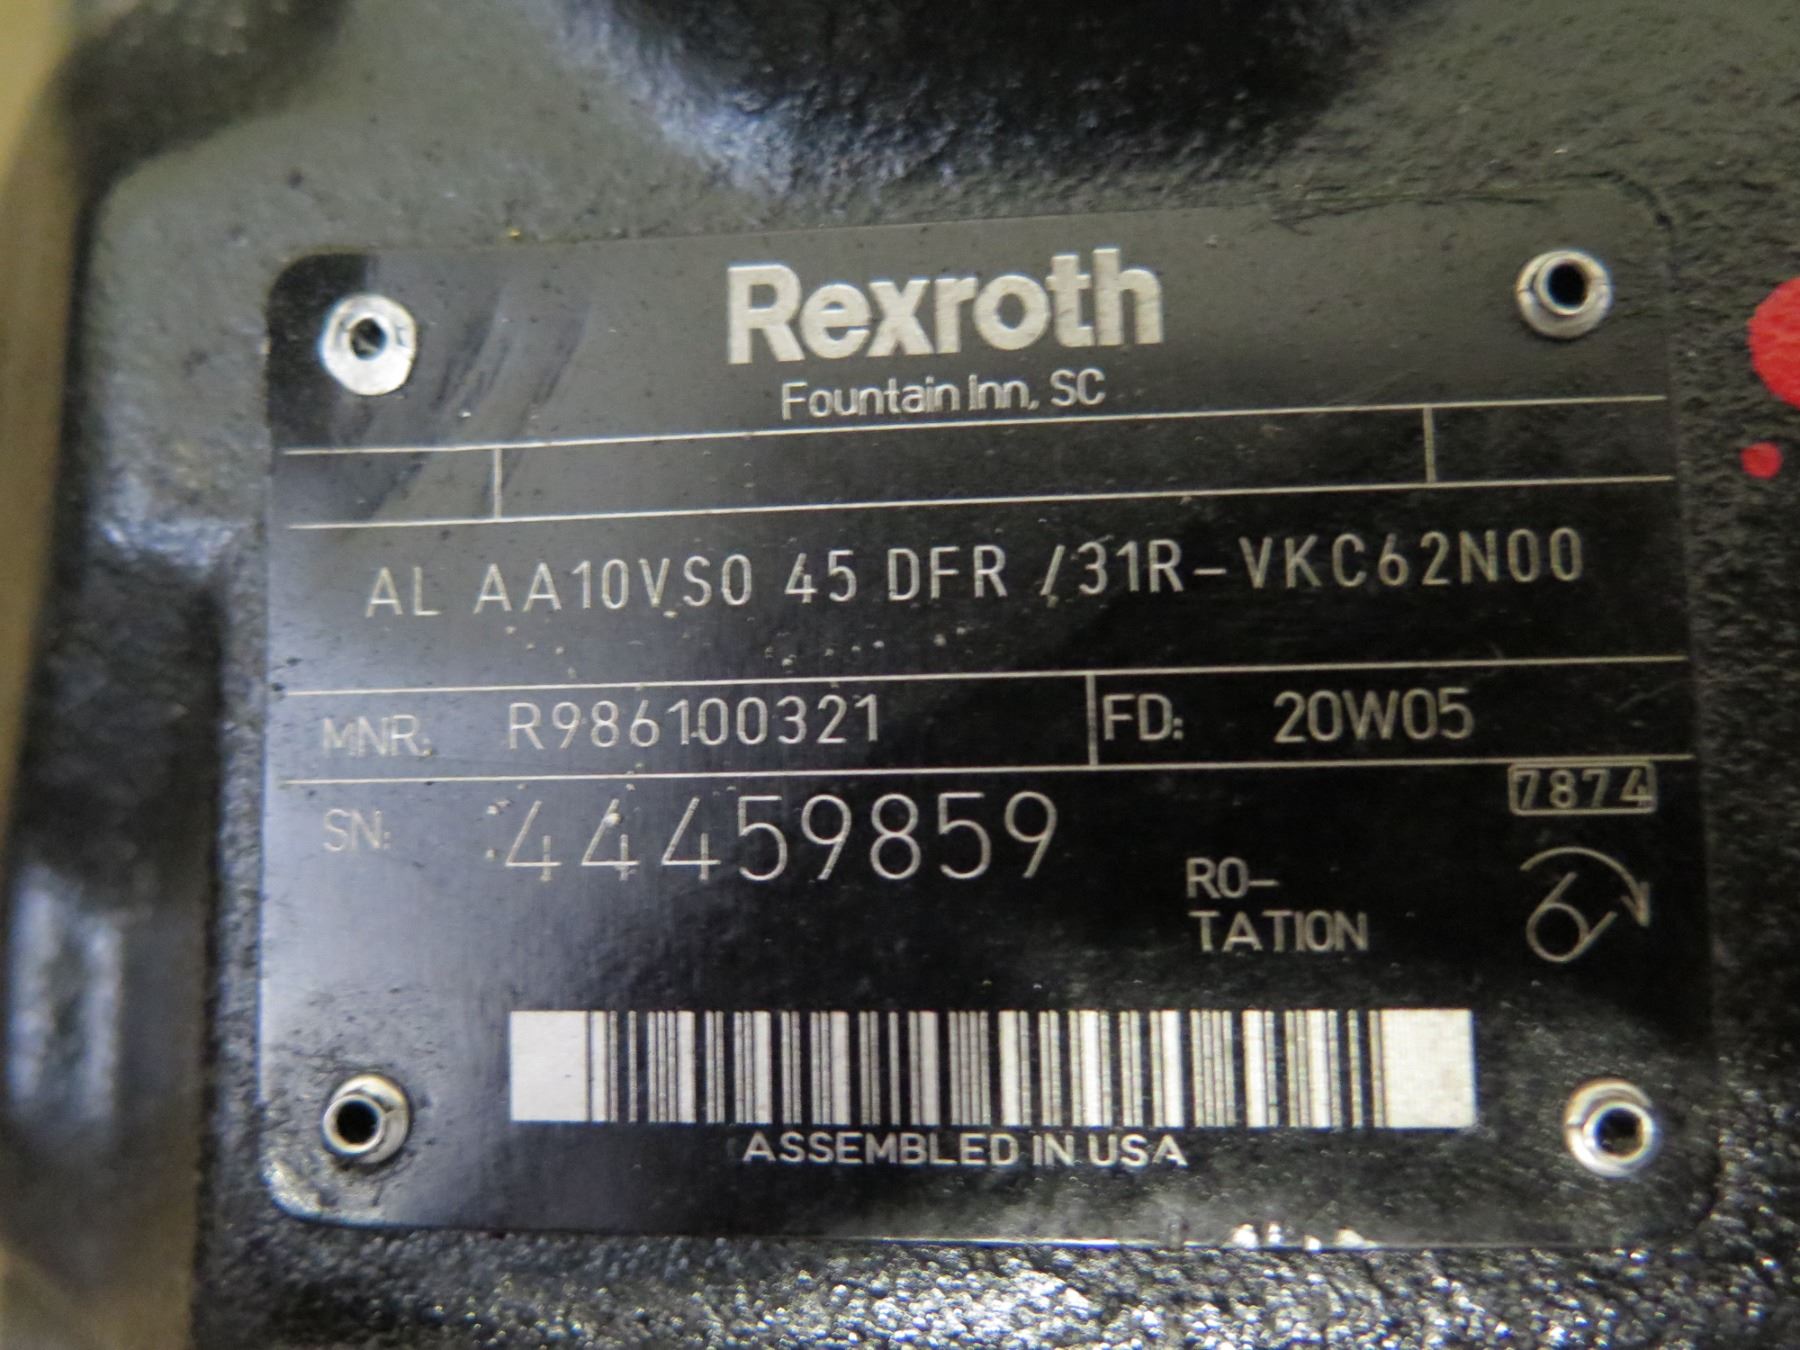 Rexroth
Fountain Inn, SC
AL AA10VSO 45 DFR /31R-VKC62N00
MNR. R986100321 FD: 20W05
7874
SN: 44459859
RO-
TATION
ASSEMBLED IN USA